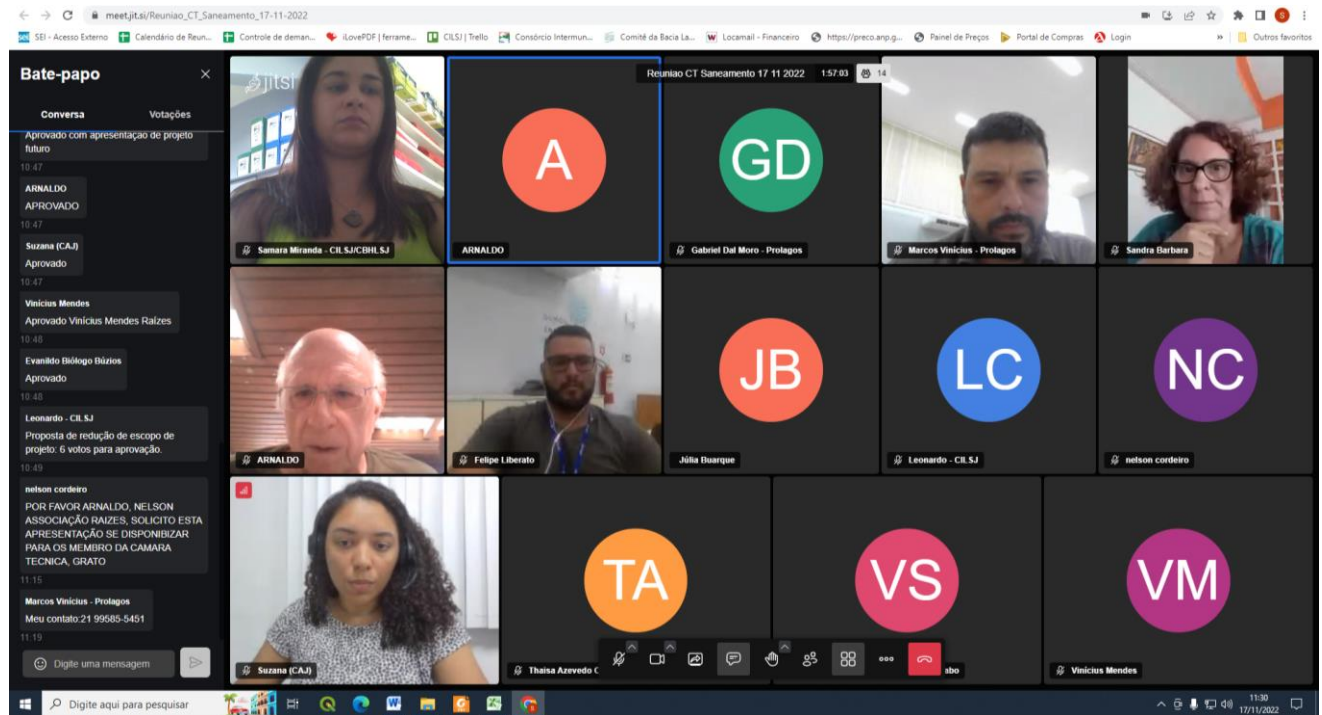 meet.jit.si/Reuniao_CT_Saneamento_17-11-2022
SEI - Acesso Externo
Calendário de Reun...
Controle de deman...
iLovePDF | ferrame...
CILSJ | Trello
Consórcio Intermun...
Comitê da Bacia La...
Locamail - Financeiro
https://preco.anp.g...
Painel de Preços
Portal de Compras
Login
»
Outros favoritos
Bate-papo
Conversa
Votações
Aprovado com apresentação de projeto
futuro
10:47
ARNALDO
APROVADO
10:47
Suzana (CAJ)
Aprovado
10:47
Vinícius Mendes
Aprovado Vinícius Mendes Raízes
10:48
Evanildo Biólogo Búzios
Aprovado
10:48
Leonardo - CILSJ
Proposta de redução de escopo de
projeto: 6 votos para aprovação.
10:49
nelson cordeiro
POR FAVOR ARNALDO, NELSON
ASSOCIAÇÃO RAIZES, SOLICITO ESTA
APRESENTAÇÃO SE DISPONIBIZAR
PARA OS MEMBRO DA CAMARA
TECNICA, GRATO
11:15
Marcos Vinicius - Prolagos
Meu contato:21 99585-5451
11:19
Digite uma mensagem
jitsi
Reuniao CT Saneamento 17 11 2022
1:57:03
14
Samara Miranda - CILSJ/CBHLSJ
A
ARNALDO
GD
Gabriel Dal Moro - Prolagos
Marcos Vinicius - Prolagos
Sandra Barbara
ARNALDO
Felipe Liberato
JB
Júlia Buarque
LC
Leonardo - CILSJ
NC
nelson cordeiro
Suzana (CAJ)
TA
Thaisa Azevedo C
VS
abo
VM
Vinícius Mendes
Digite aqui para pesquisar
11:30
17/11/2022